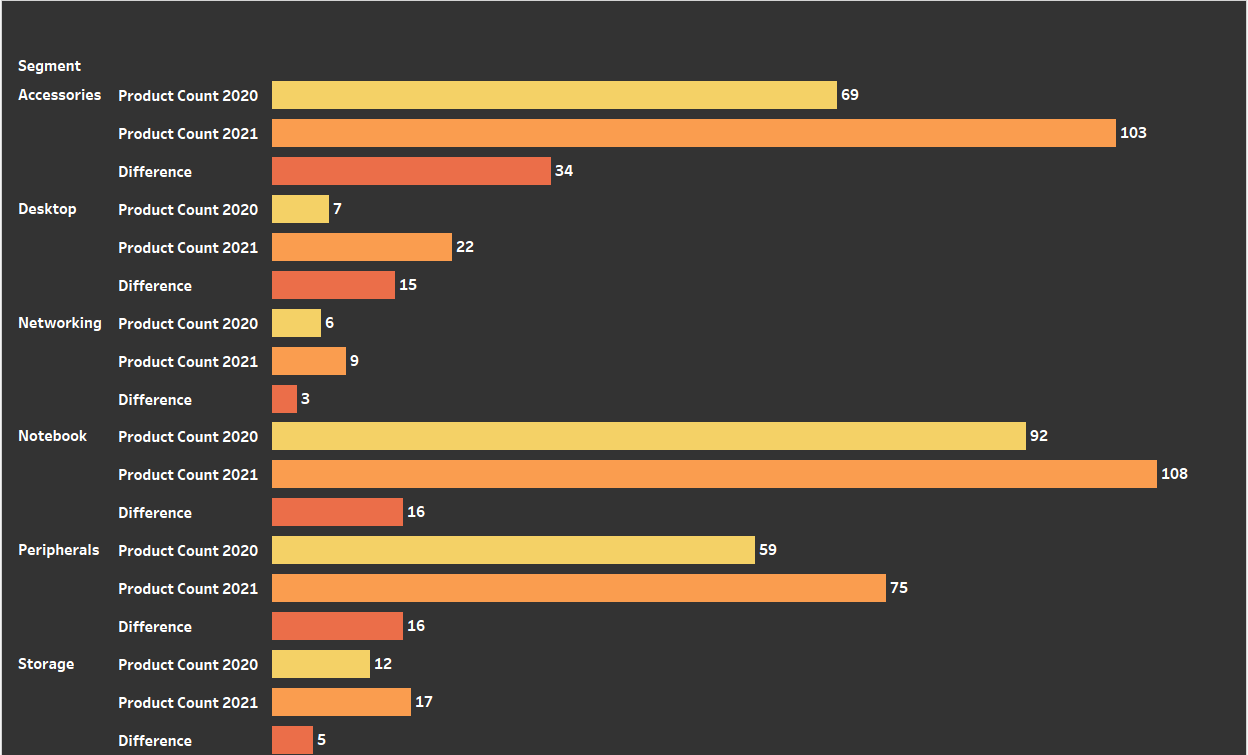 Segment
Accessories Product Count 2020 69
Product Count 2021 103
Difference 34
Desktop Product Count 2020 7
Product Count 2021 22
Difference 15
Networking Product Count 2020 6
Product Count 2021 9
Difference 3
Notebook Product Count 2020 92
Product Count 2021 108
Difference 16
Peripherals Product Count 2020 59
Product Count 2021 75
Difference 16
Storage Product Count 2020 12
Product Count 2021 17
Difference 5